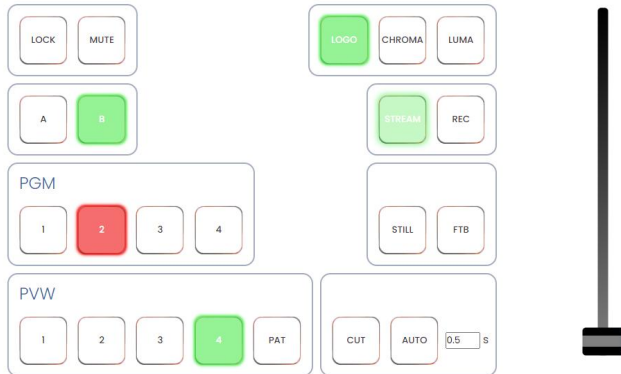 LOCK MUTE LOGO CHROMA LUMA
A B STREAM REC
PGM
1 2 3 4 STILL FTB
PVW
1 2 3 4 PAT CUT AUTO 0.5 S